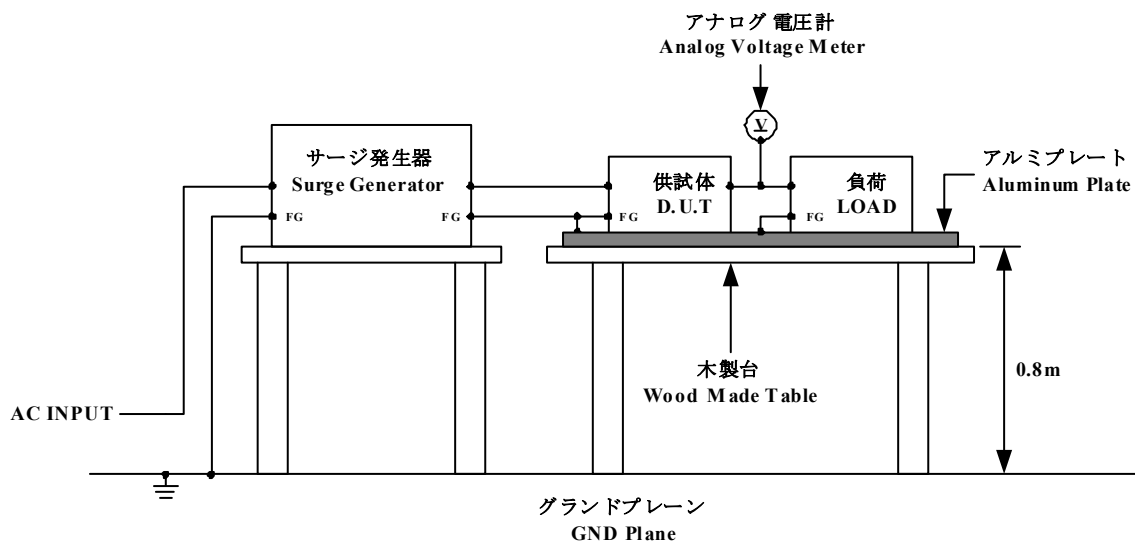 アナログ 電圧計
Analog Voltage Meter
V
サージ発生器
Surge Generator
FG
FG
供試体
D.U.T
FG
負荷
LOAD
FG
アルミプレート
Aluminum Plate
木製台
Wood Made Table
0.8m
AC INPUT
グランドプレーン
GND Plane